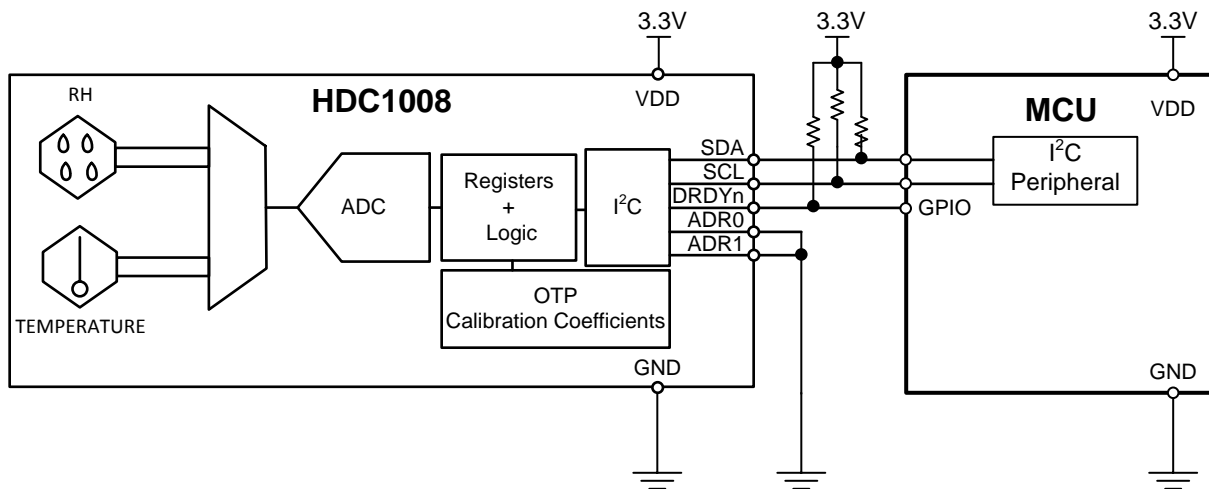 3.3V
3.3V
3.3V
RH
HDC1008
VDD
MCU
VDD
SDA
SCL
DRDYn
ADR0
ADR1
ADC
Registers
+
Logic
I²C
I²C
Peripheral
GPIO
OTP
Calibration Coefficients
TEMPERATURE
GND
GND